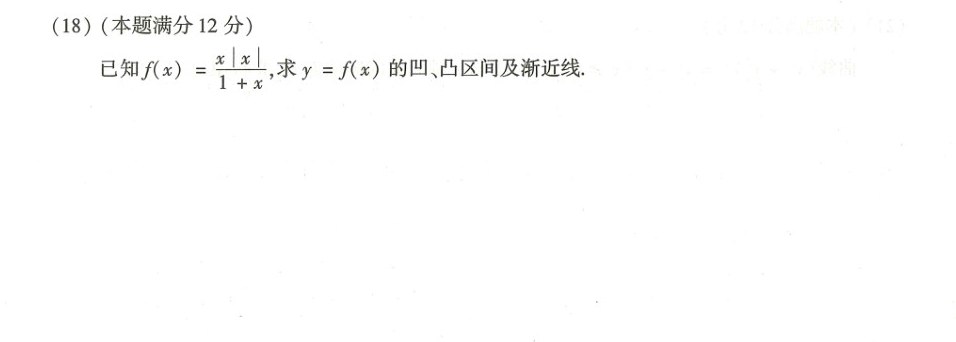 (18) (本题满分 12 分)
已知 f(x) = \frac{x|x|}{1 + x},求 y = f(x) 的凹、凸区间及渐近线.